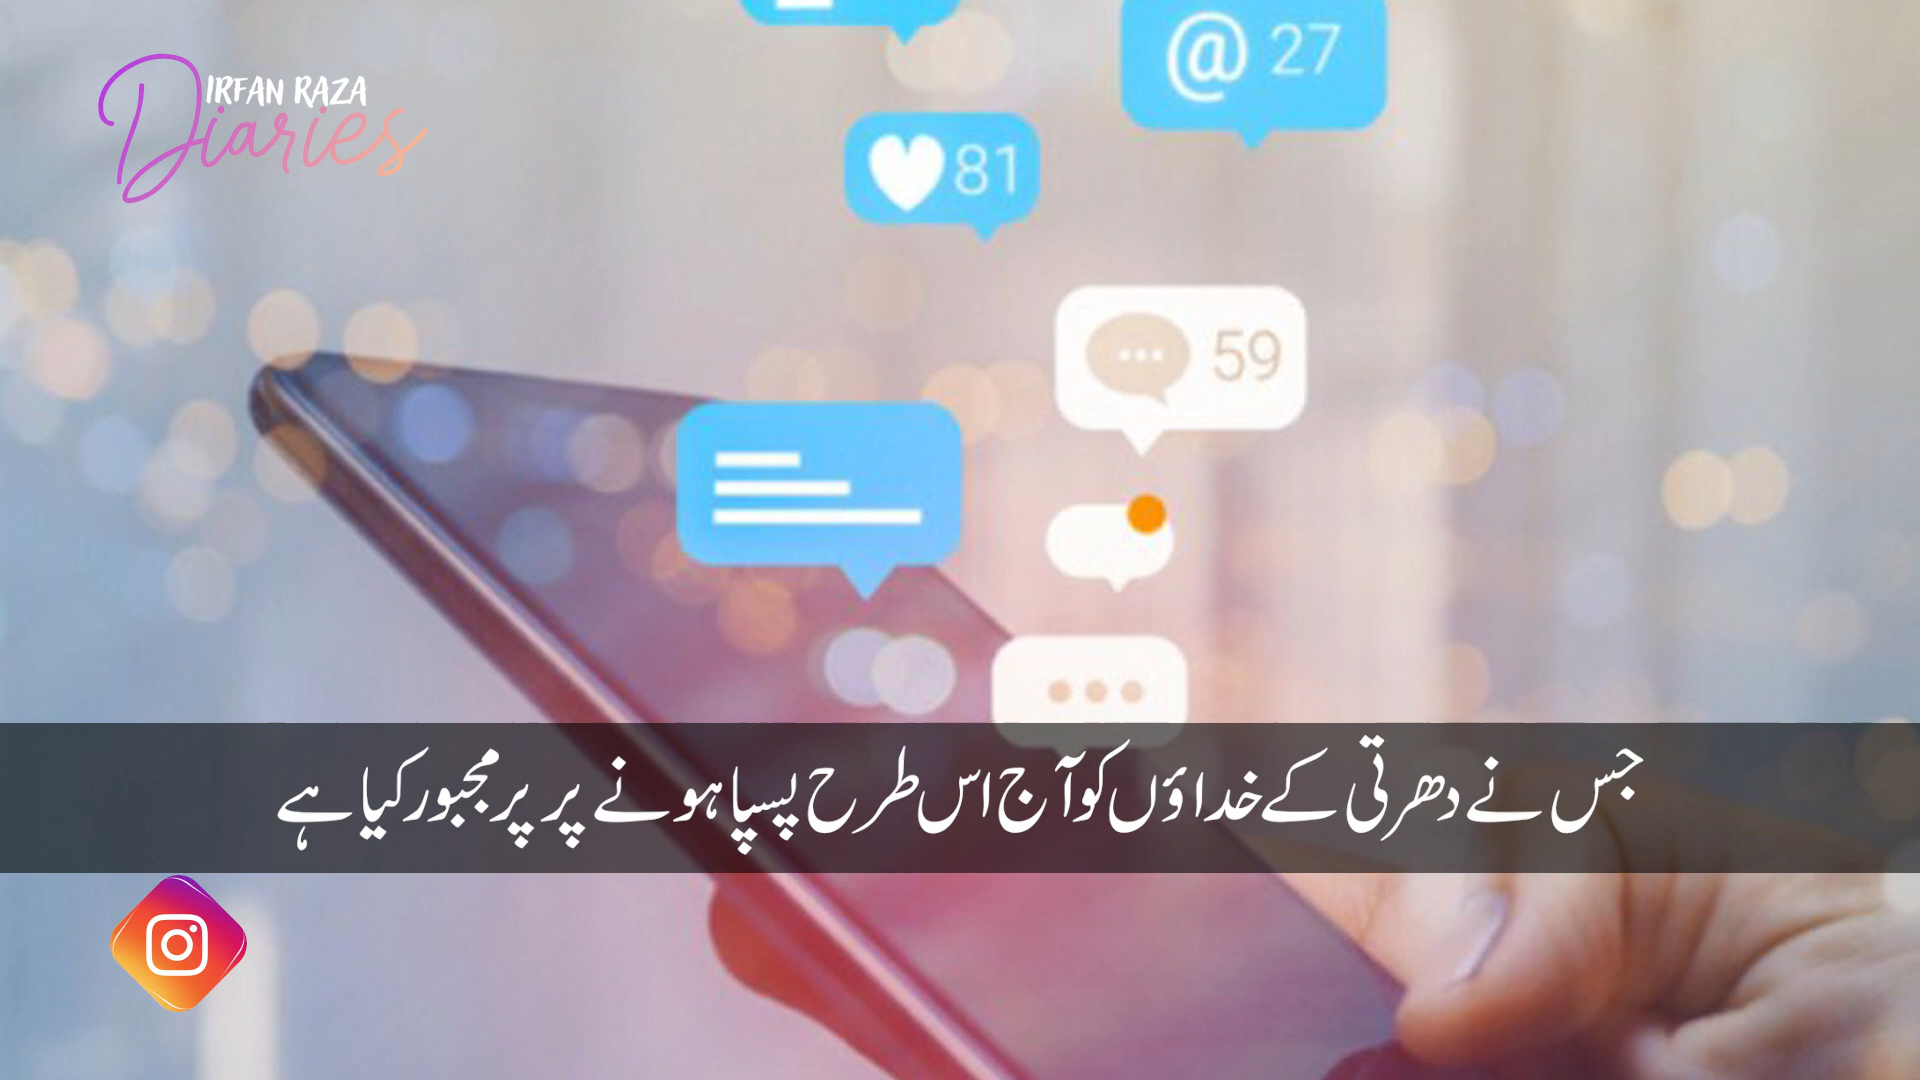 IRFAN RAZA
Diaries
@ 27
81
59
جس نے دھرتی کے خداؤں کو آج اس طرح پسپا ہونے پر پر مجبور کیا ہے